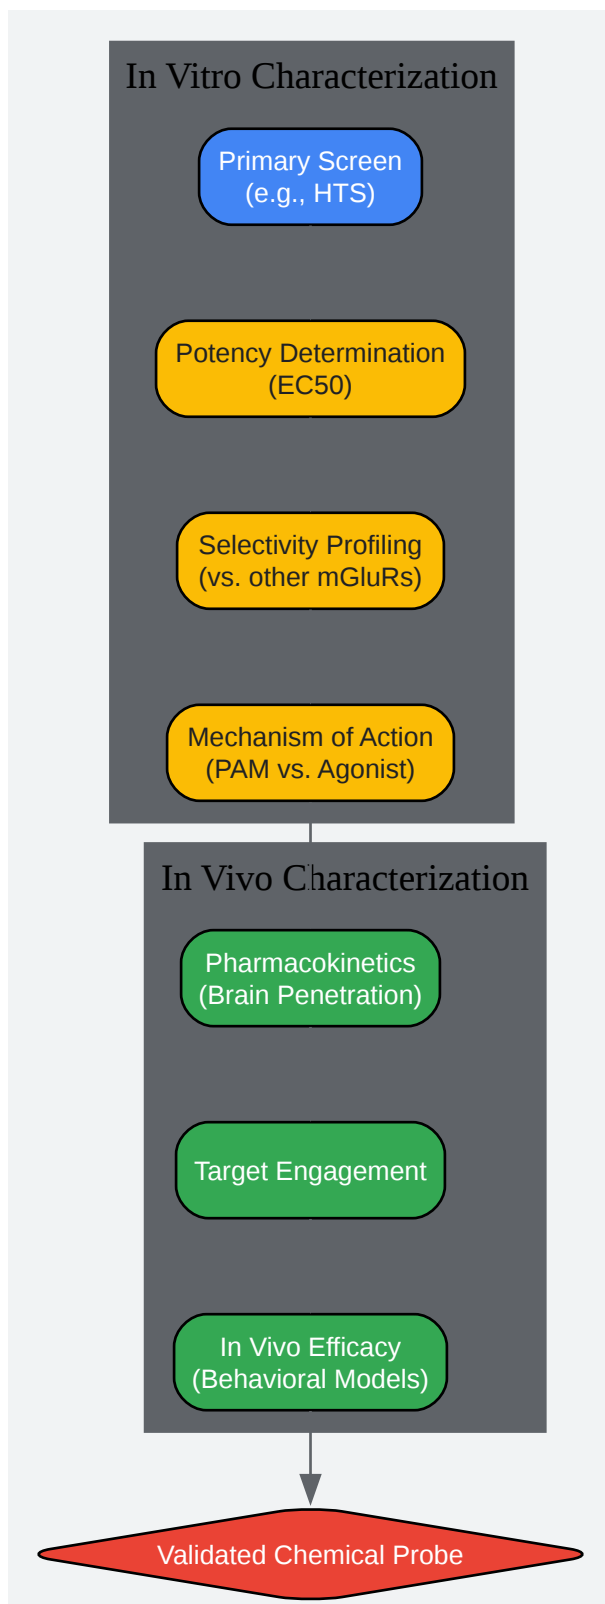 In Vitro Characterization
Primary Screen
(e.g., HTS)
Potency Determination
(EC50)
Selectivity Profiling
(vs. other mGluRs)
Mechanism of Action
(PAM vs. Agonist)
In Vivo Characterization
Pharmacokinetics
(Brain Penetration)
Target Engagement
In Vivo Efficacy
(Behavioral Models)
Validated Chemical Probe